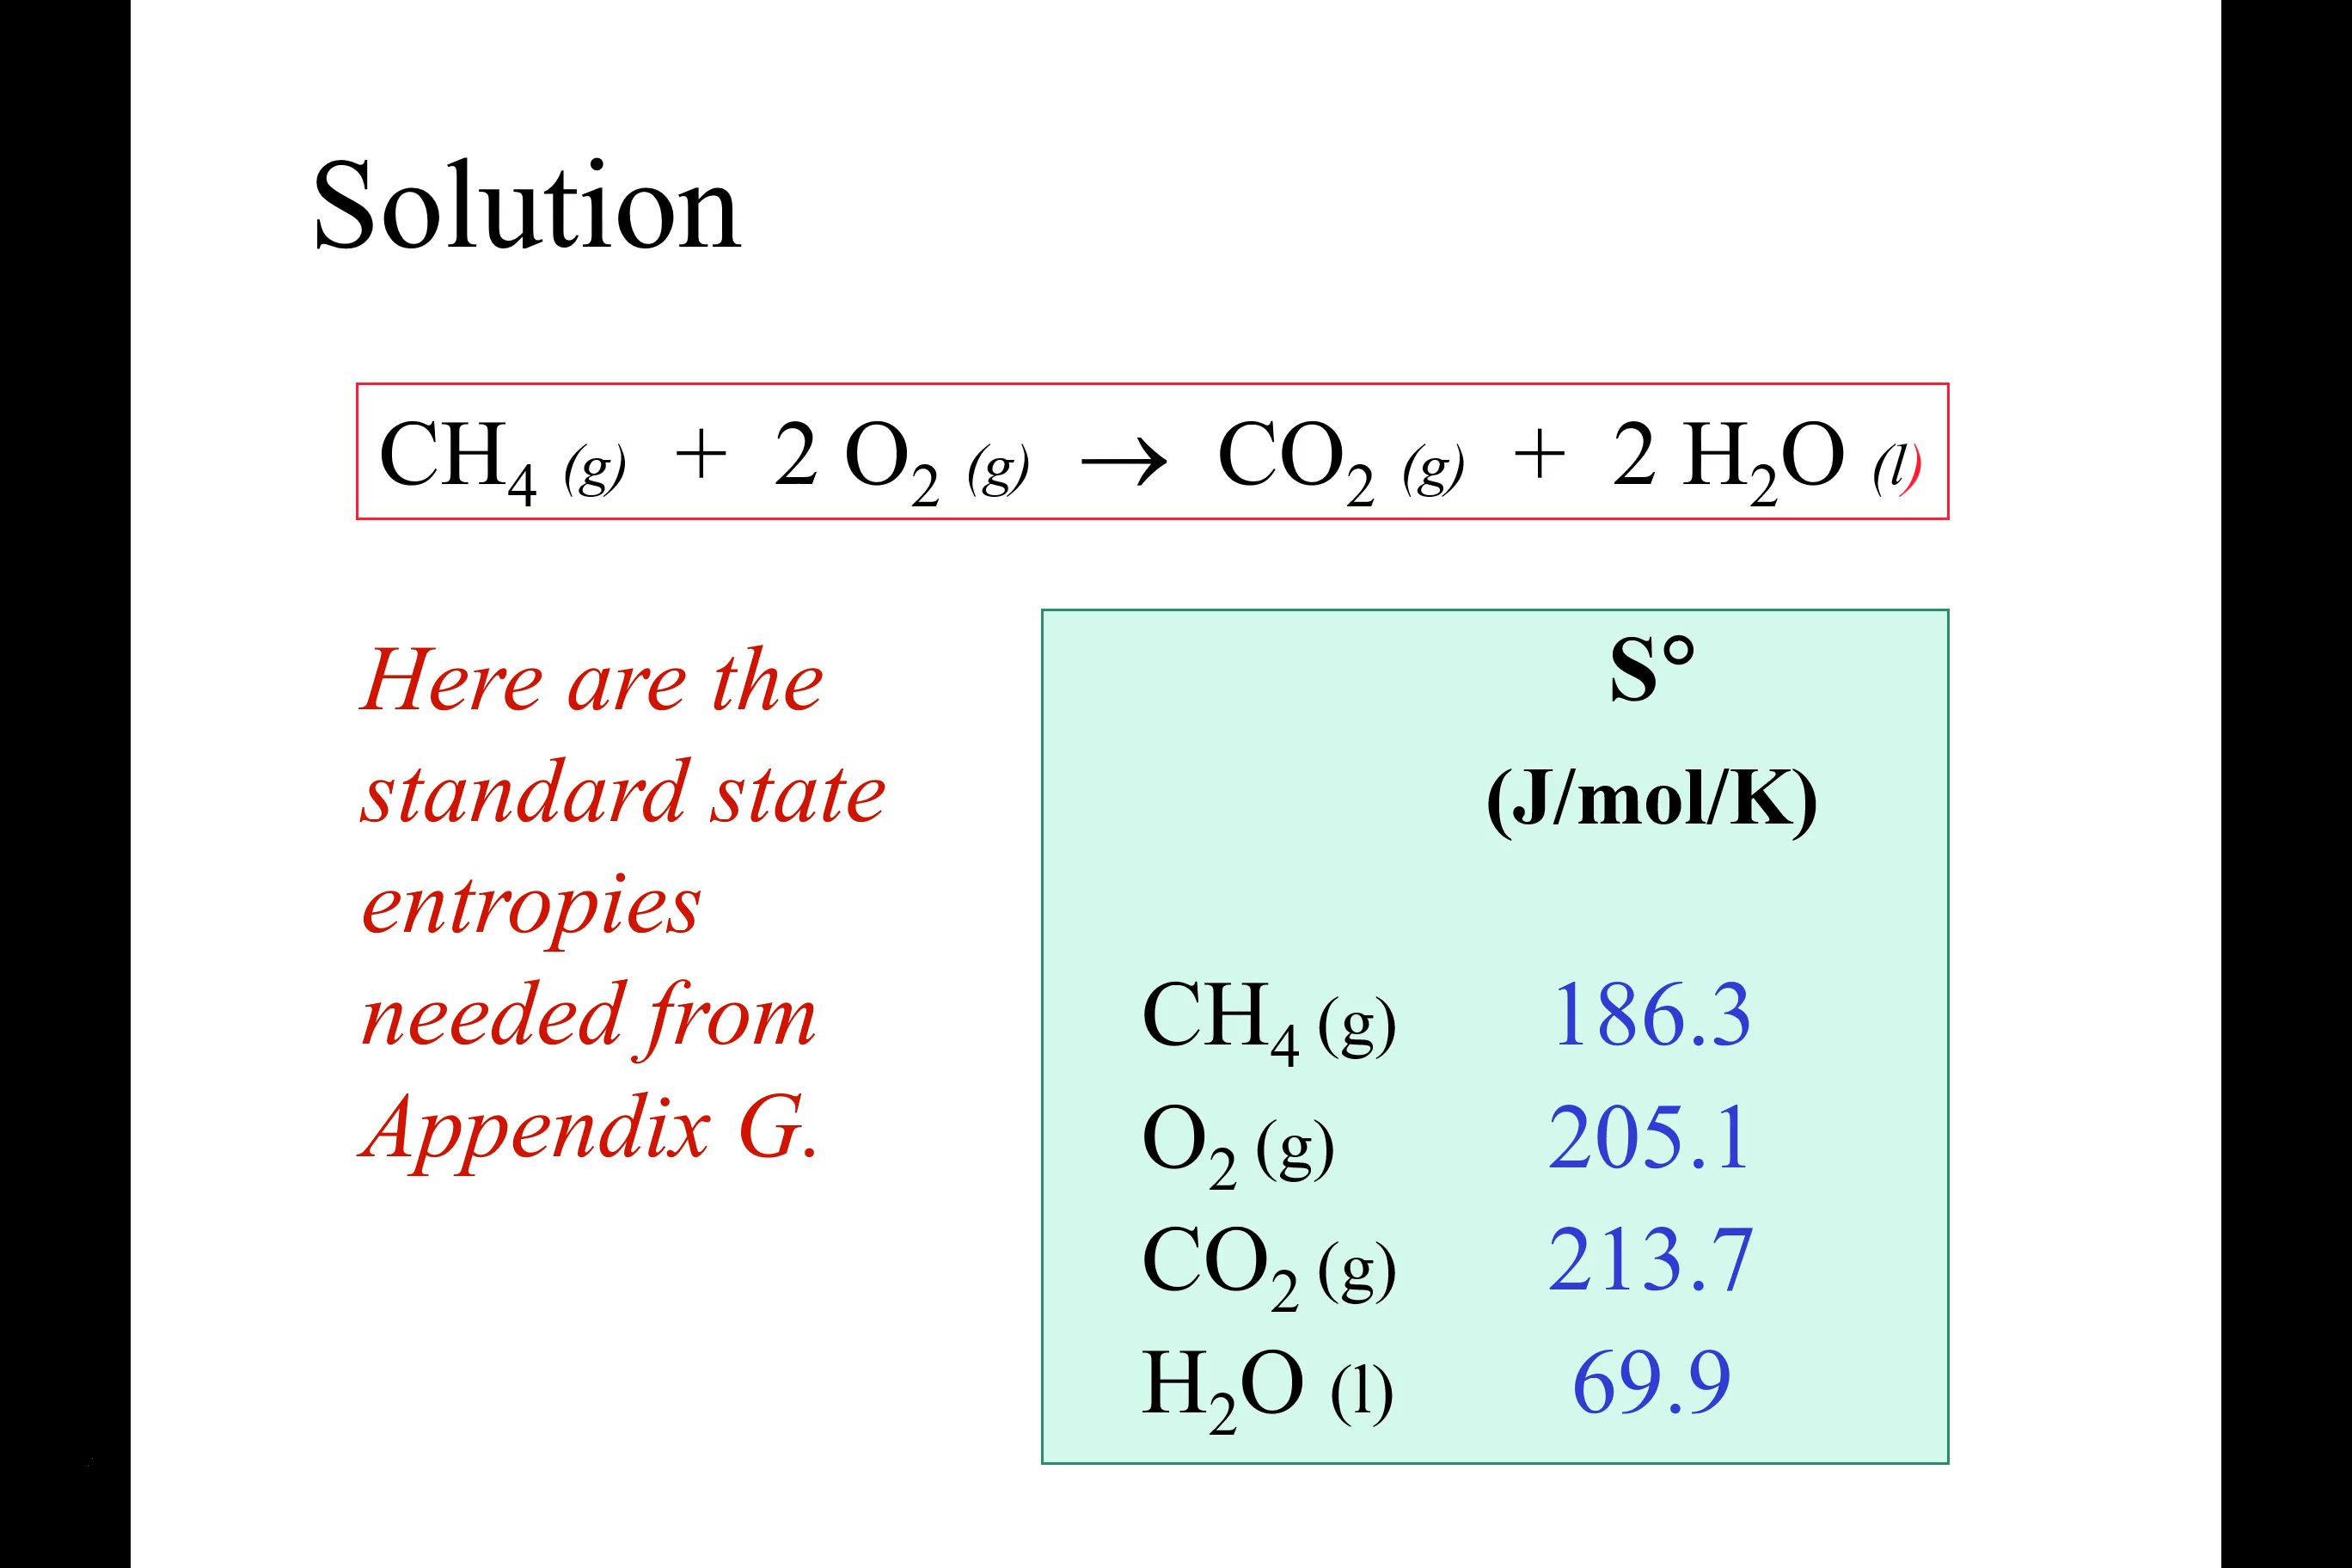 Solution
CH₄ (g) + 2 O₂ (g) → CO₂ (g) + 2 H₂O (l)
Here are the
standard state
entropies
needed from
Appendix G.
S°
(J/mol/K)
CH₄ (g) 186.3
O₂ (g) 205.1
CO₂ (g) 213.7
H₂O (l) 69.9